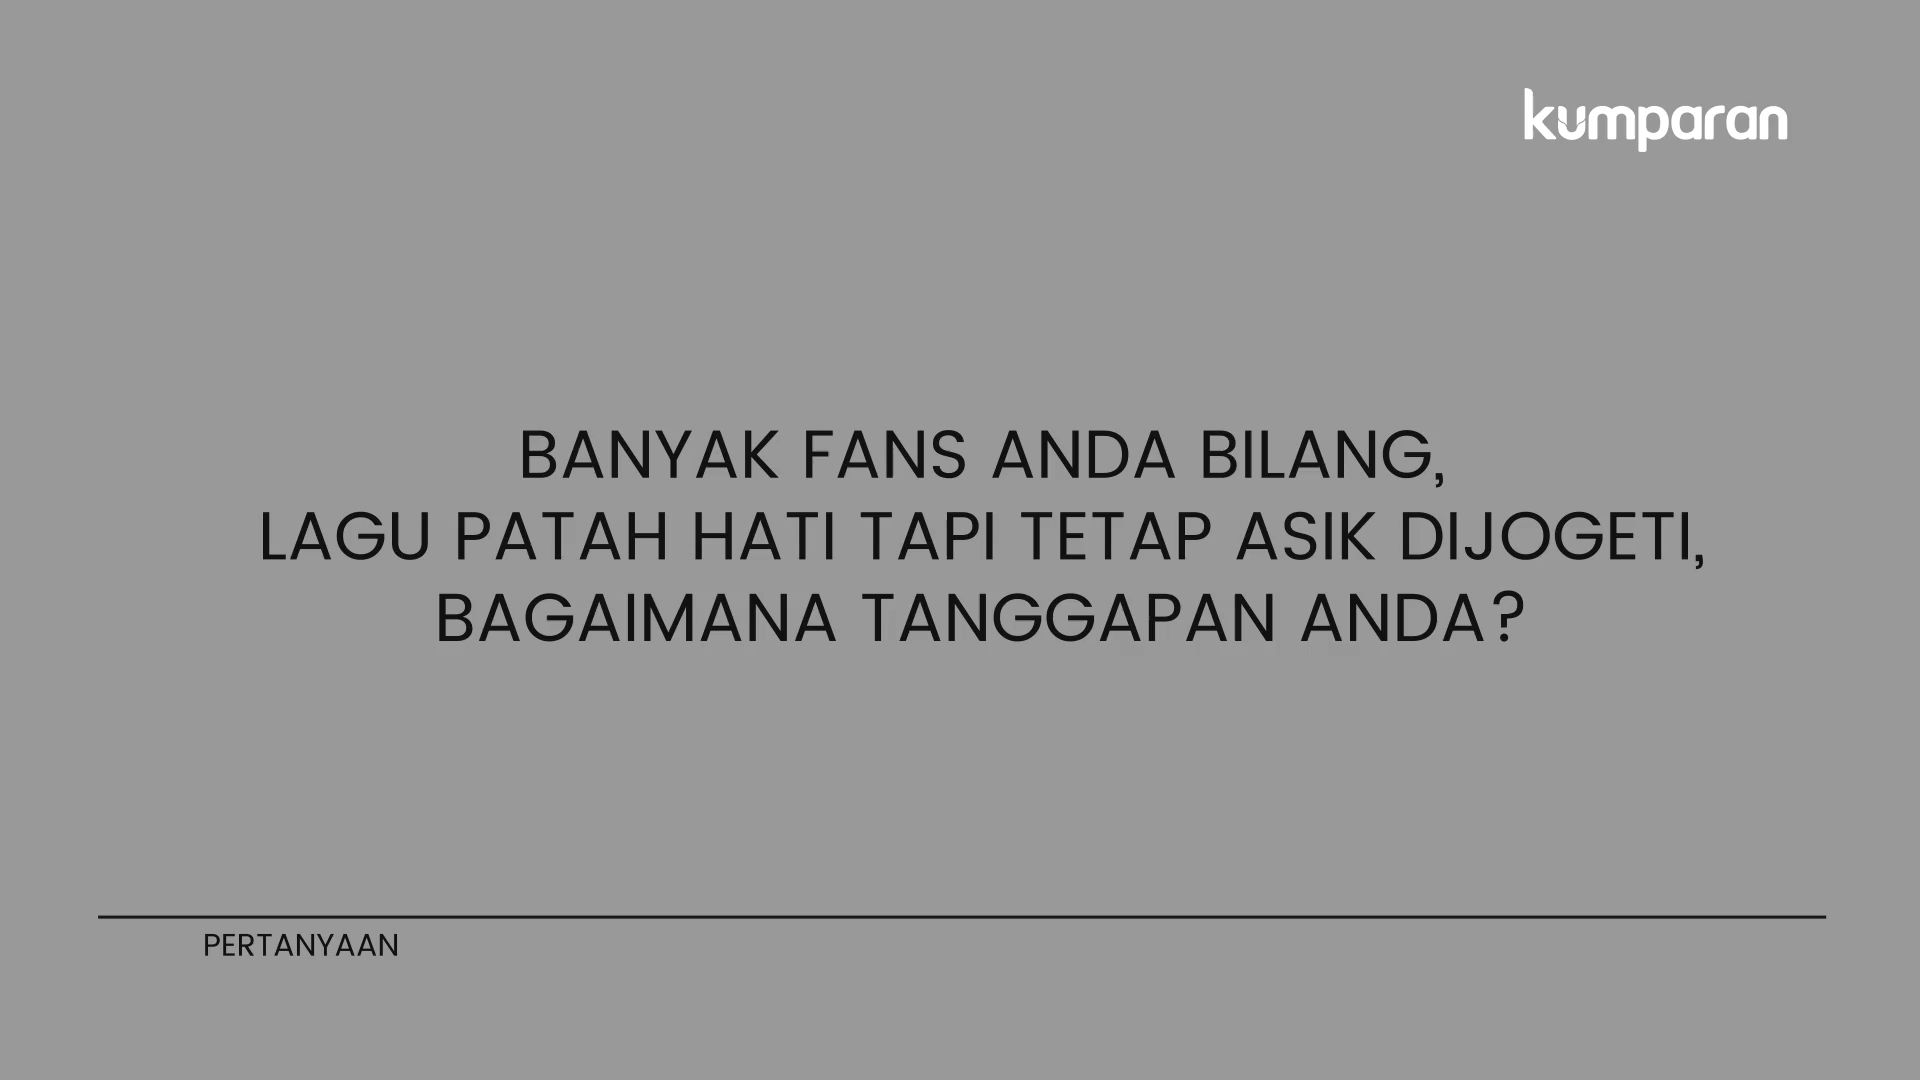 kumparan
BANYAK FANS ANDA BILANG,
LAGU PATAH HATI TAPI TETAP ASIK DIJOGETI,
BAGAIMANA TANGGAPAN ANDA?
PERTANYAAN